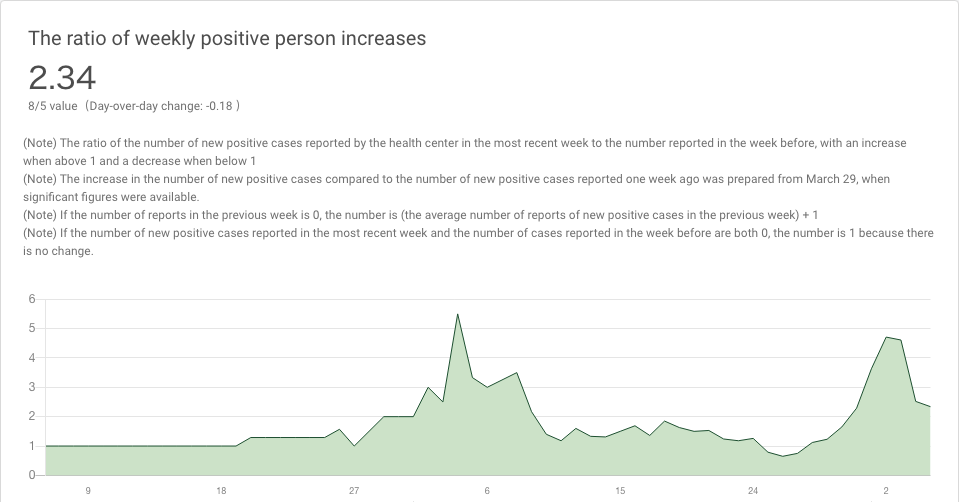 The ratio of weekly positive person increases
2.34
8/5 value （Day-over-day change: -0.18 )
(Note) The ratio of the number of new positive cases reported by the health center in the most recent week to the number reported in the week before, with an increase
when above 1 and a decrease when below 1
(Note) The increase in the number of new positive cases compared to the number of new positive cases reported one week ago was prepared from March 29, when
significant figures were available.
(Note) If the number of reports in the previous week is 0, the number is (the average number of reports of new positive cases in the previous week) + 1
(Note) If the number of new positive cases reported in the most recent week and the number of cases reported in the week before are both 0, the number is 1 because there
is no change.
6
5
4
3
2
1
0
9 18 27 6 15 24 2